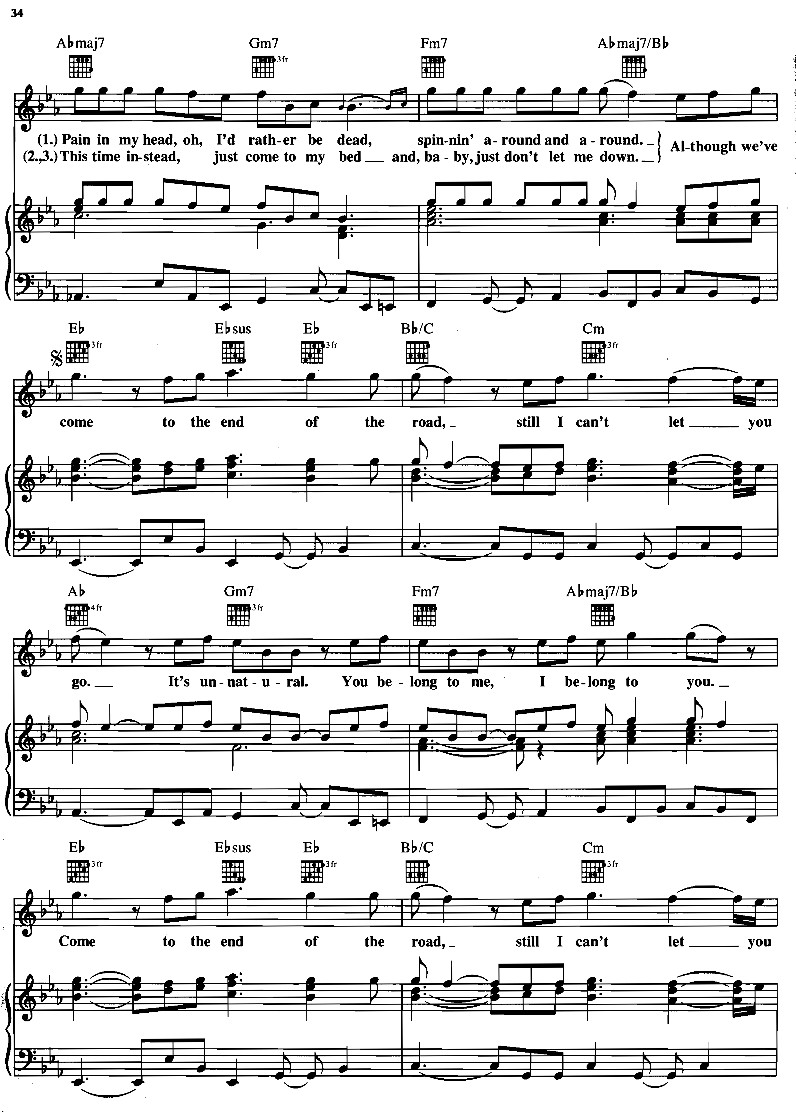 34
A♭maj7 Gm7 Fm7 A♭maj7/B♭
3fr
(1.) Pain in my head, oh, I'd rath-er be dead, spin-nin' a-round and a-round. Al-though we've
(2.,3.) This time in-stead, just come to my bed and, ba-by, just don't let me down.
E♭ E♭sus E♭ B♭/C Cm
3fr 3fr 3fr
come to the end of the road, still I can't let you
A♭ Gm7 Fm7 A♭maj7/B♭
4fr 3fr
go. It's un-nat-u-ral. You be-long to me, I be-long to you.
E♭ E♭sus E♭ B♭/C Cm
3fr 3fr 3fr
Come to the end of the road, still I can't let you